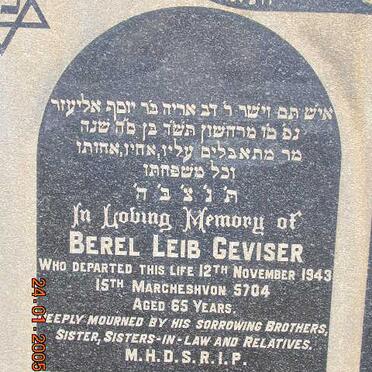 איש תם וישר ר׳ דב אריה בר יוסף אליעזר
נפ׳ טו מרחשון תש״ד בן סה שנה
מר מתאבלים עליו, אחיו, אחותו
וכל משפחתו
ת׳ נ׳ צ׳ ב׳ ה׳
In Loving Memory of
BEREL LEIB GEVISER
WHO DEPARTED THIS LIFE 12TH NOVEMBER 1943
15TH MARCHESHVON 5704
AGED 65 YEARS.
DEEPLY MOURNED BY HIS SORROWING BROTHERS,
SISTER, SISTERS-IN-LAW AND RELATIVES.
M.H.D.S.R.I.P.
24-01-2005